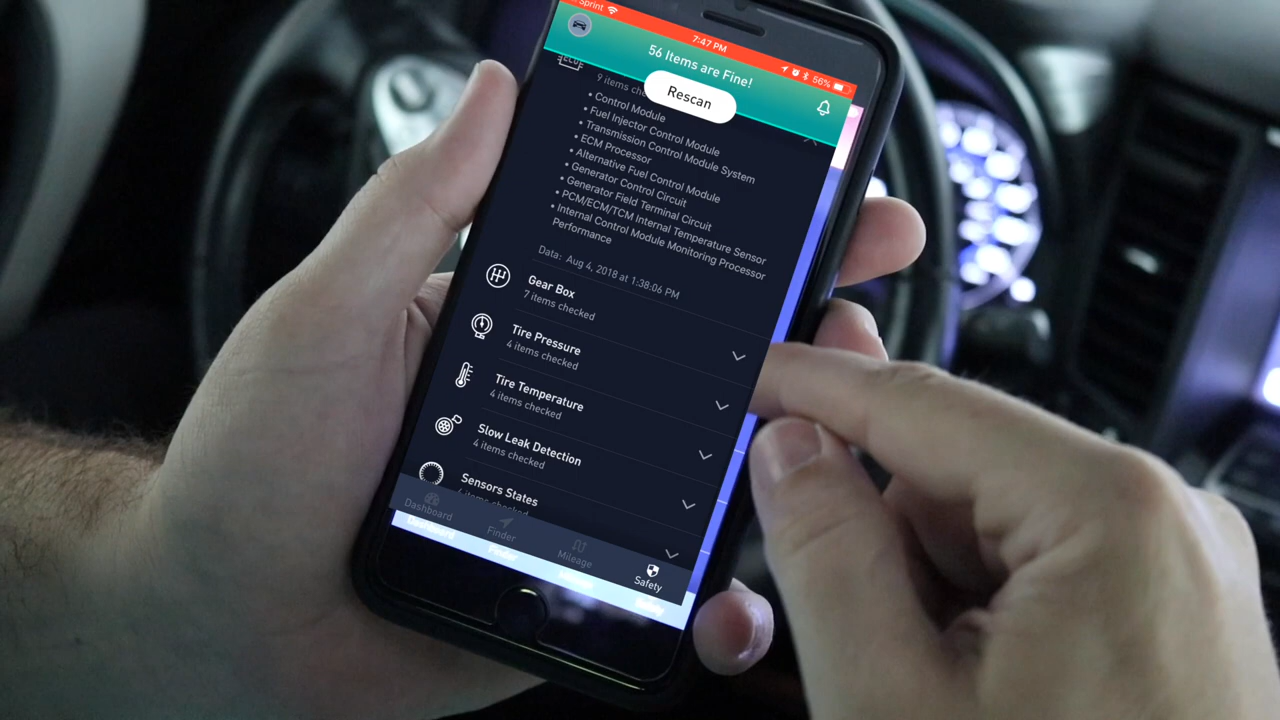 Sprint
7:47 PM
56%
56 Items are Fine!
Rescan
9 items
• Control Module
• Fuel Injector Control Module
• Transmission Control Module System
• ECM Processor
• Alternative Fuel Control Module
• Generator Control Circuit
• Generator Field Terminal Circuit
• PCM/ECM/TCM Internal Temperature Sensor
• Internal Control Module Monitoring Processor
Performance
Data: Aug 4, 2018 at 1:38:06 PM
Gear Box
7 items checked
Tire Pressure
4 items checked
Tire Temperature
4 items checked
Slow Leak Detection
4 items checked
Sensors States
items checked
Dashboard
Finder
Mileage
Safety
Dashboard
Finder
Safety